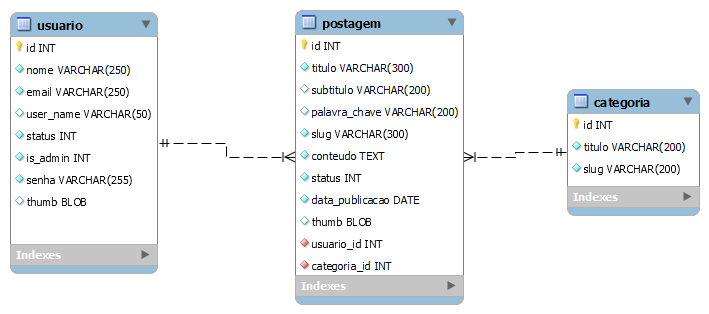 usuario
id INT
nome VARCHAR(250)
email VARCHAR(250)
user_name VARCHAR(50)
status INT
is_admin INT
senha VARCHAR(255)
thumb BLOB
Indexes
postagem
id INT
titulo VARCHAR(300)
subtitulo VARCHAR(200)
palavra_chave VARCHAR(200)
slug VARCHAR(300)
conteudo TEXT
status INT
data_publicacao DATE
thumb BLOB
usuario_id INT
categoria_id INT
Indexes
categoria
id INT
titulo VARCHAR(200)
slug VARCHAR(200)
Indexes